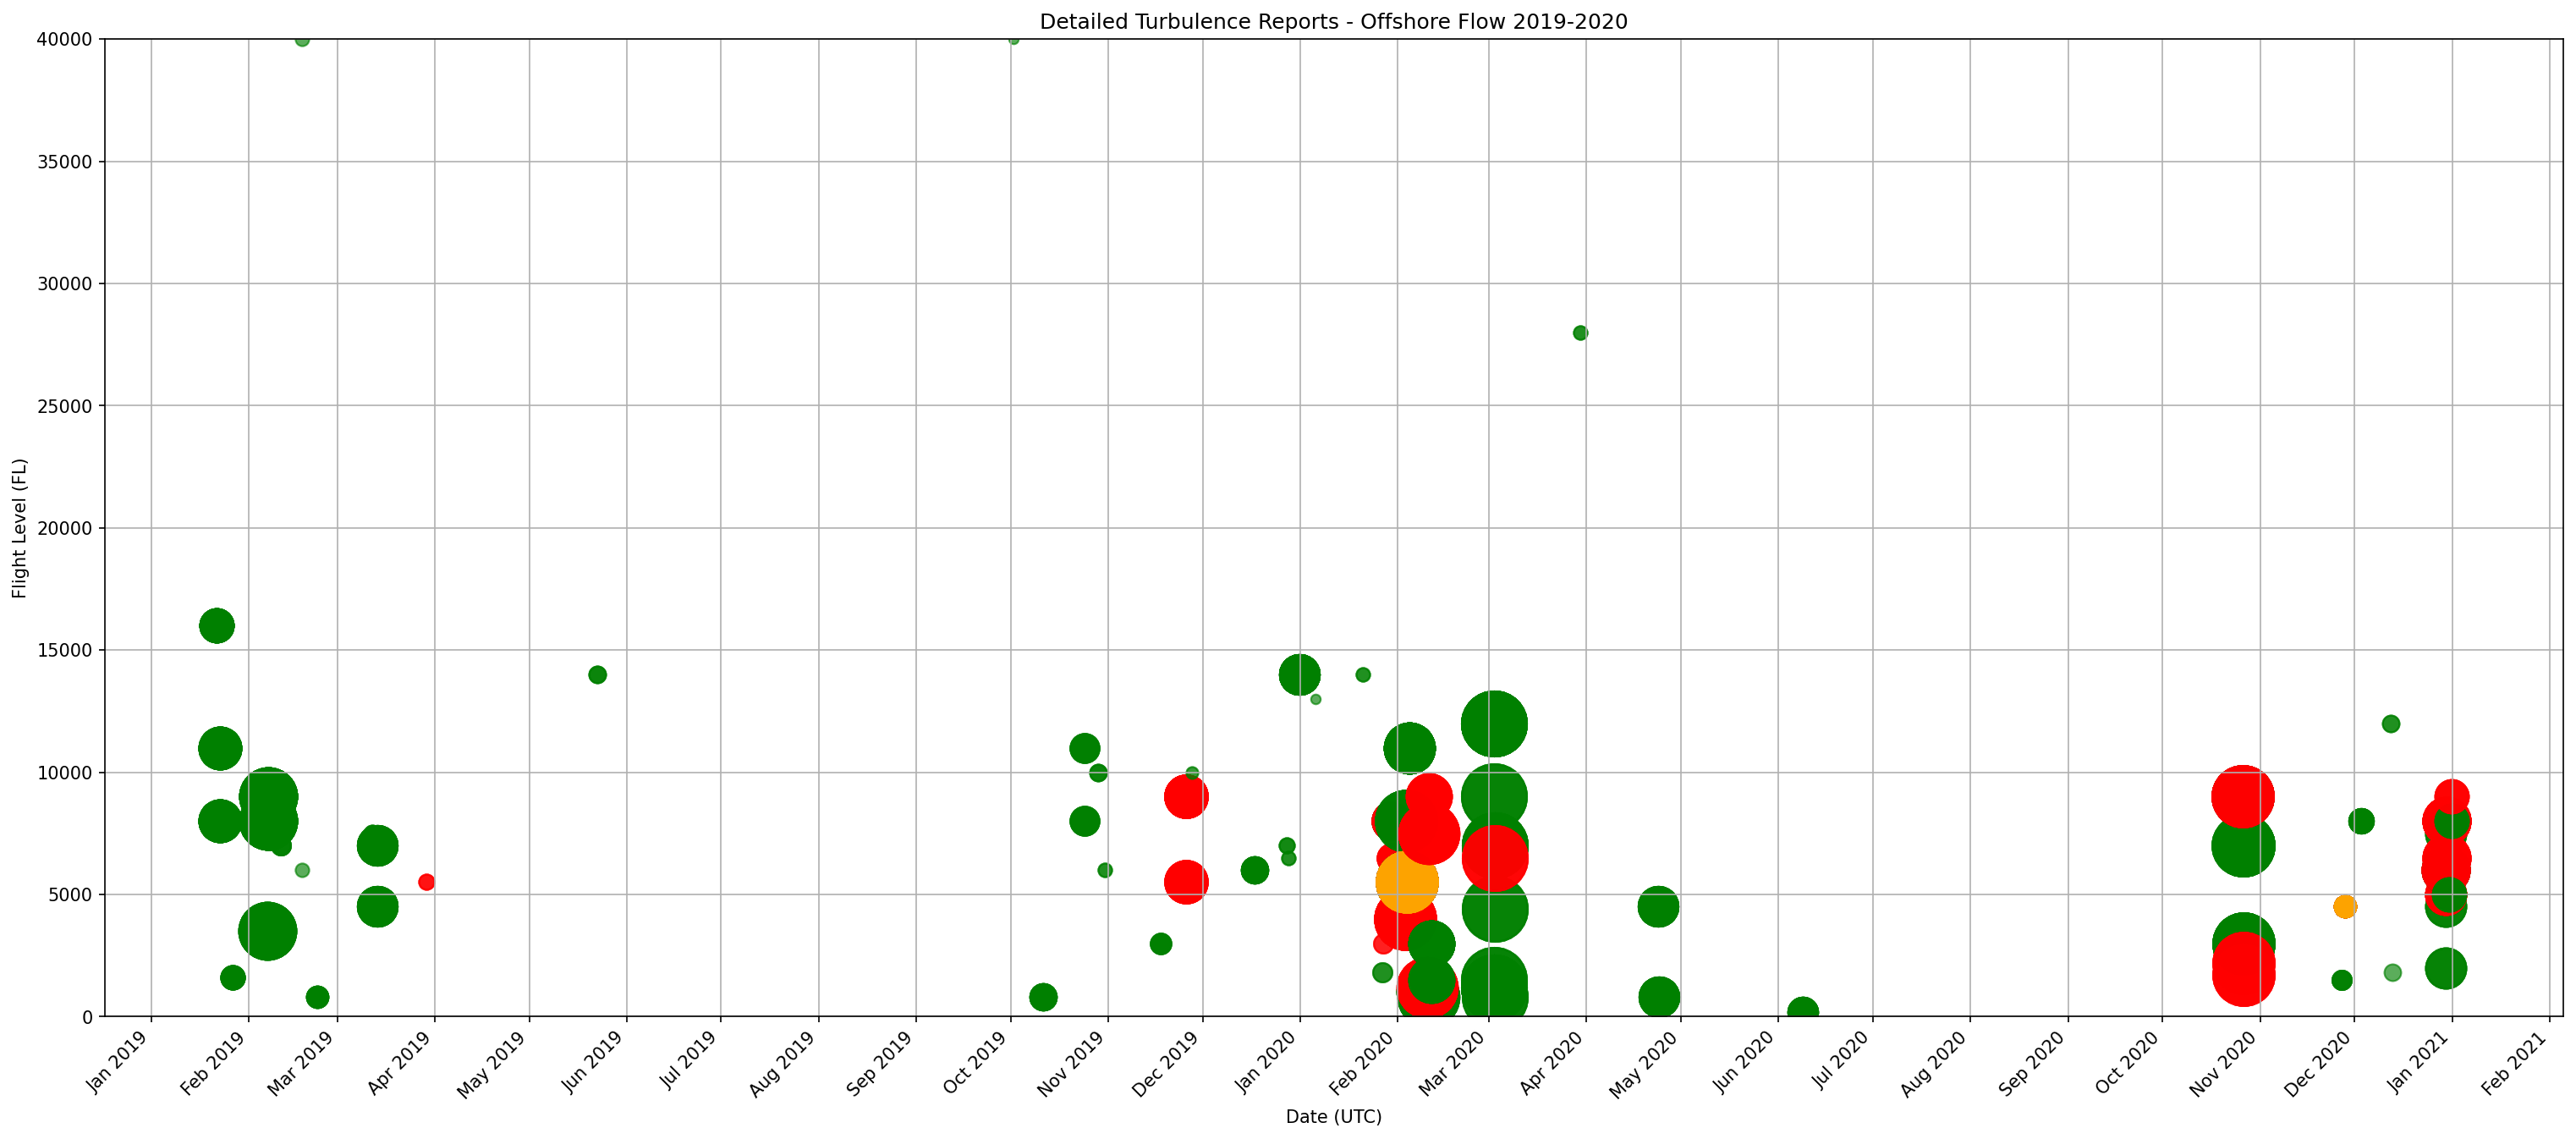 Detailed Turbulence Reports - Offshore Flow 2019-2020
40000
35000
30000
25000
20000
15000
10000
5000
0
Flight Level (FL)
Jan 2019
Feb 2019
Mar 2019
Apr 2019
May 2019
Jun 2019
Jul 2019
Aug 2019
Sep 2019
Oct 2019
Nov 2019
Dec 2019
Jan 2020
Feb 2020
Mar 2020
Apr 2020
May 2020
Jun 2020
Jul 2020
Aug 2020
Sep 2020
Oct 2020
Nov 2020
Dec 2020
Jan 2021
Feb 2021
Date (UTC)